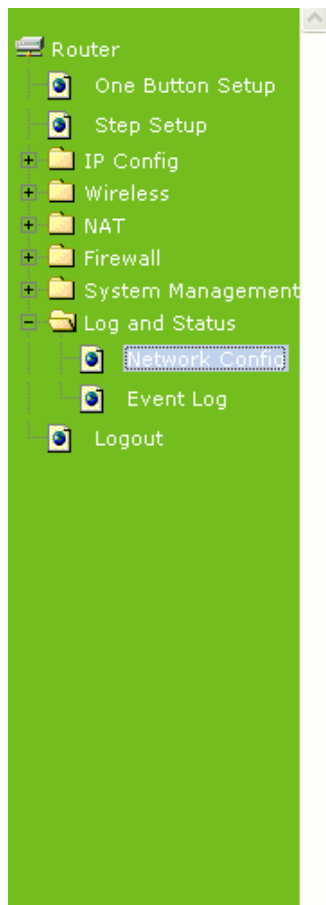 Router
One Button Setup
Step Setup
IP Config
Wireless
NAT
Firewall
System Management
Log and Status
Network Config
Event Log
Logout